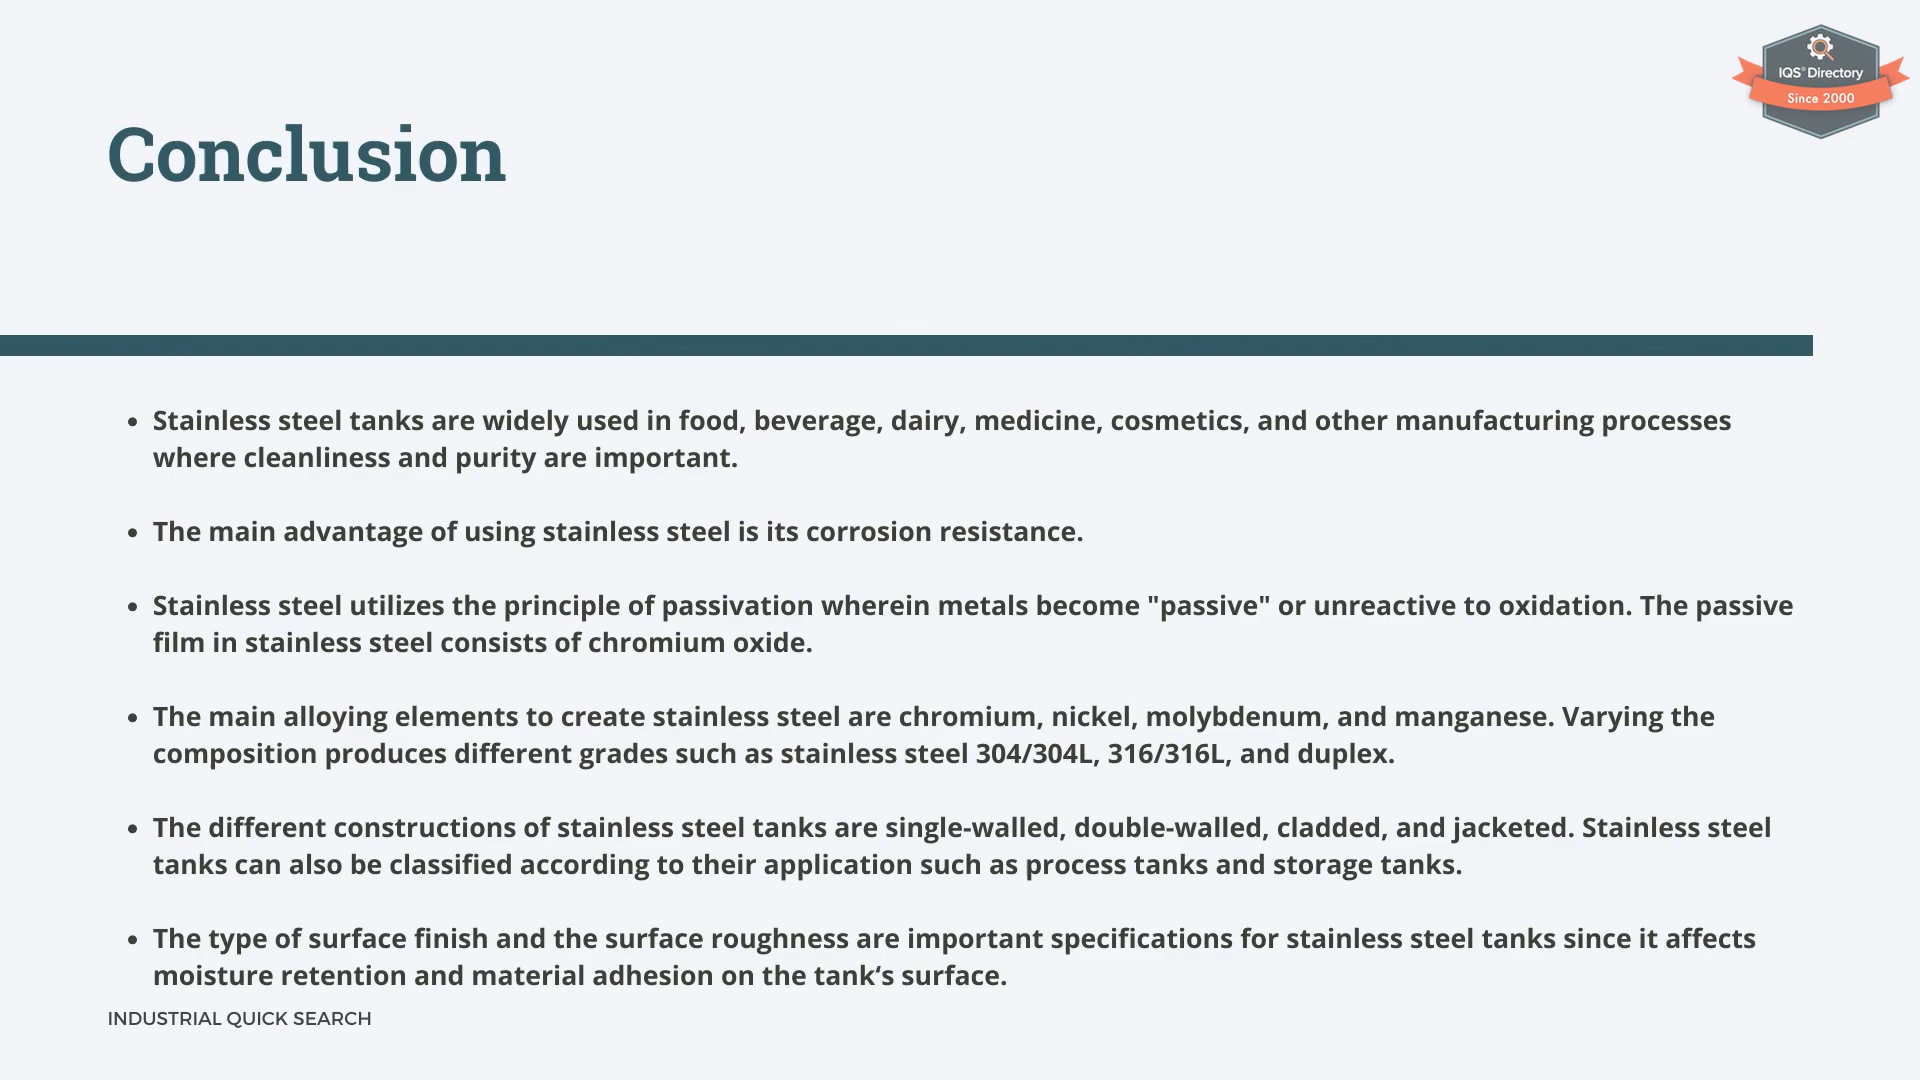 IQS® Directory
Since 2000
Conclusion
• Stainless steel tanks are widely used in food, beverage, dairy, medicine, cosmetics, and other manufacturing processes
where cleanliness and purity are important.
• The main advantage of using stainless steel is its corrosion resistance.
• Stainless steel utilizes the principle of passivation wherein metals become "passive" or unreactive to oxidation. The passive
film in stainless steel consists of chromium oxide.
• The main alloying elements to create stainless steel are chromium, nickel, molybdenum, and manganese. Varying the
composition produces different grades such as stainless steel 304/304L, 316/316L, and duplex.
• The different constructions of stainless steel tanks are single-walled, double-walled, cladded, and jacketed. Stainless steel
tanks can also be classified according to their application such as process tanks and storage tanks.
• The type of surface finish and the surface roughness are important specifications for stainless steel tanks since it affects
moisture retention and material adhesion on the tank‘s surface.
INDUSTRIAL QUICK SEARCH